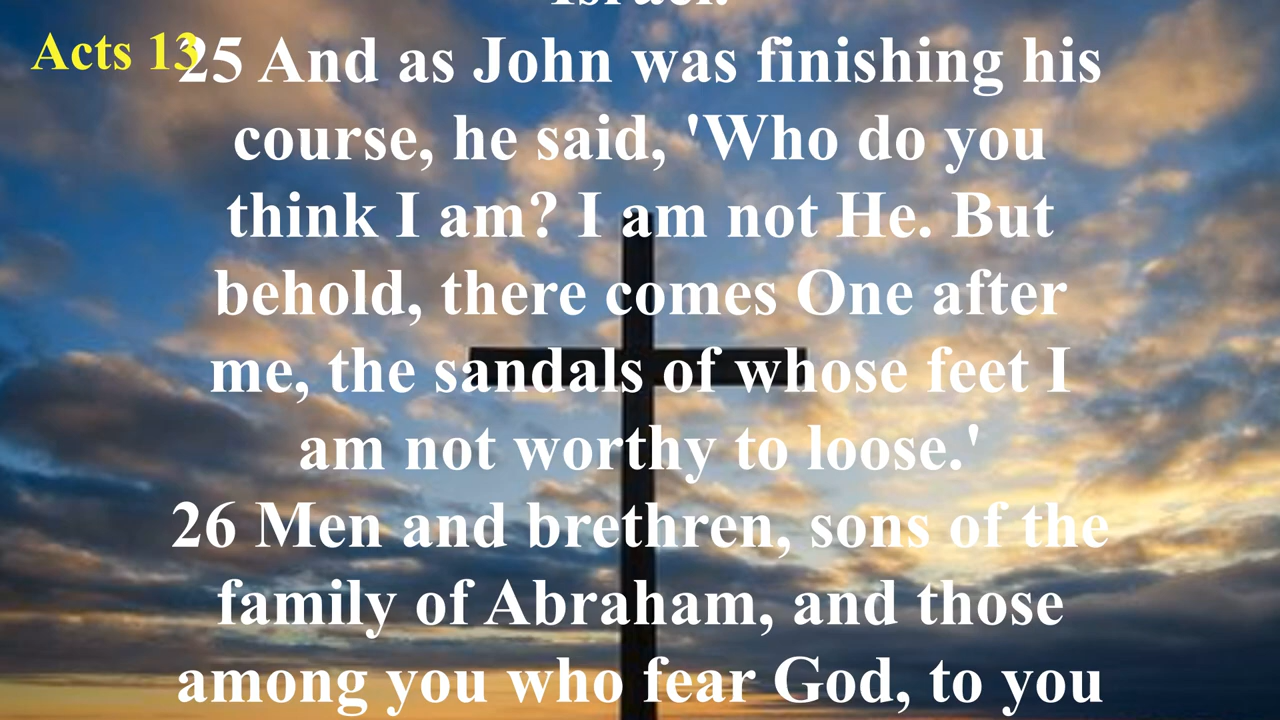 Israel.
Acts 13
25 And as John was finishing his
course, he said, 'Who do you
think I am? I am not He. But
behold, there comes One after
me, the sandals of whose feet I
am not worthy to loose.'
26 Men and brethren, sons of the
family of Abraham, and those
among you who fear God, to you